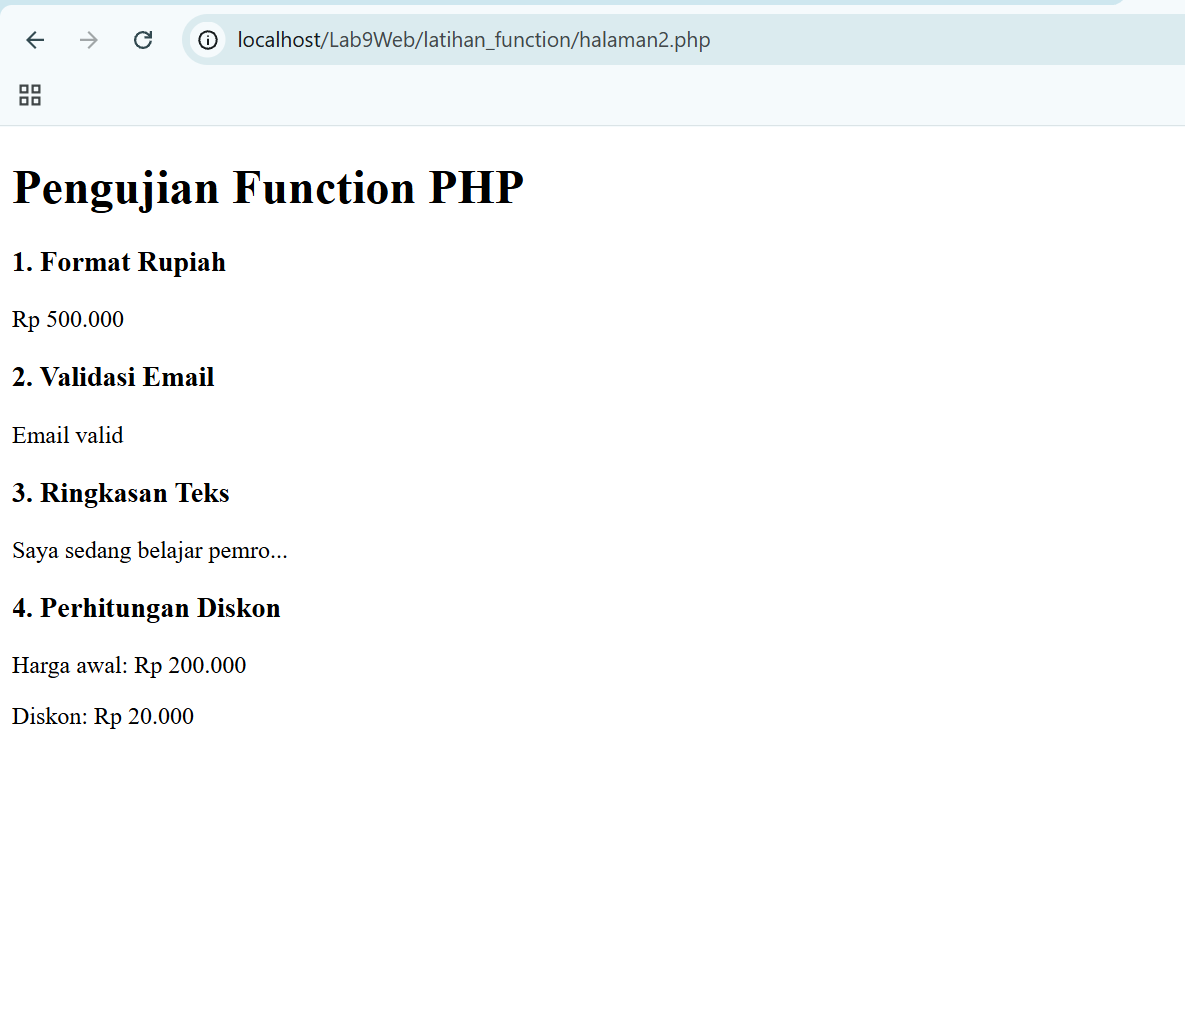 localhost/Lab9Web/latihan_function/halaman2.php
Pengujian Function PHP
1. Format Rupiah
Rp 500.000
2. Validasi Email
Email valid
3. Ringkasan Teks
Saya sedang belajar pemro...
4. Perhitungan Diskon
Harga awal: Rp 200.000
Diskon: Rp 20.000